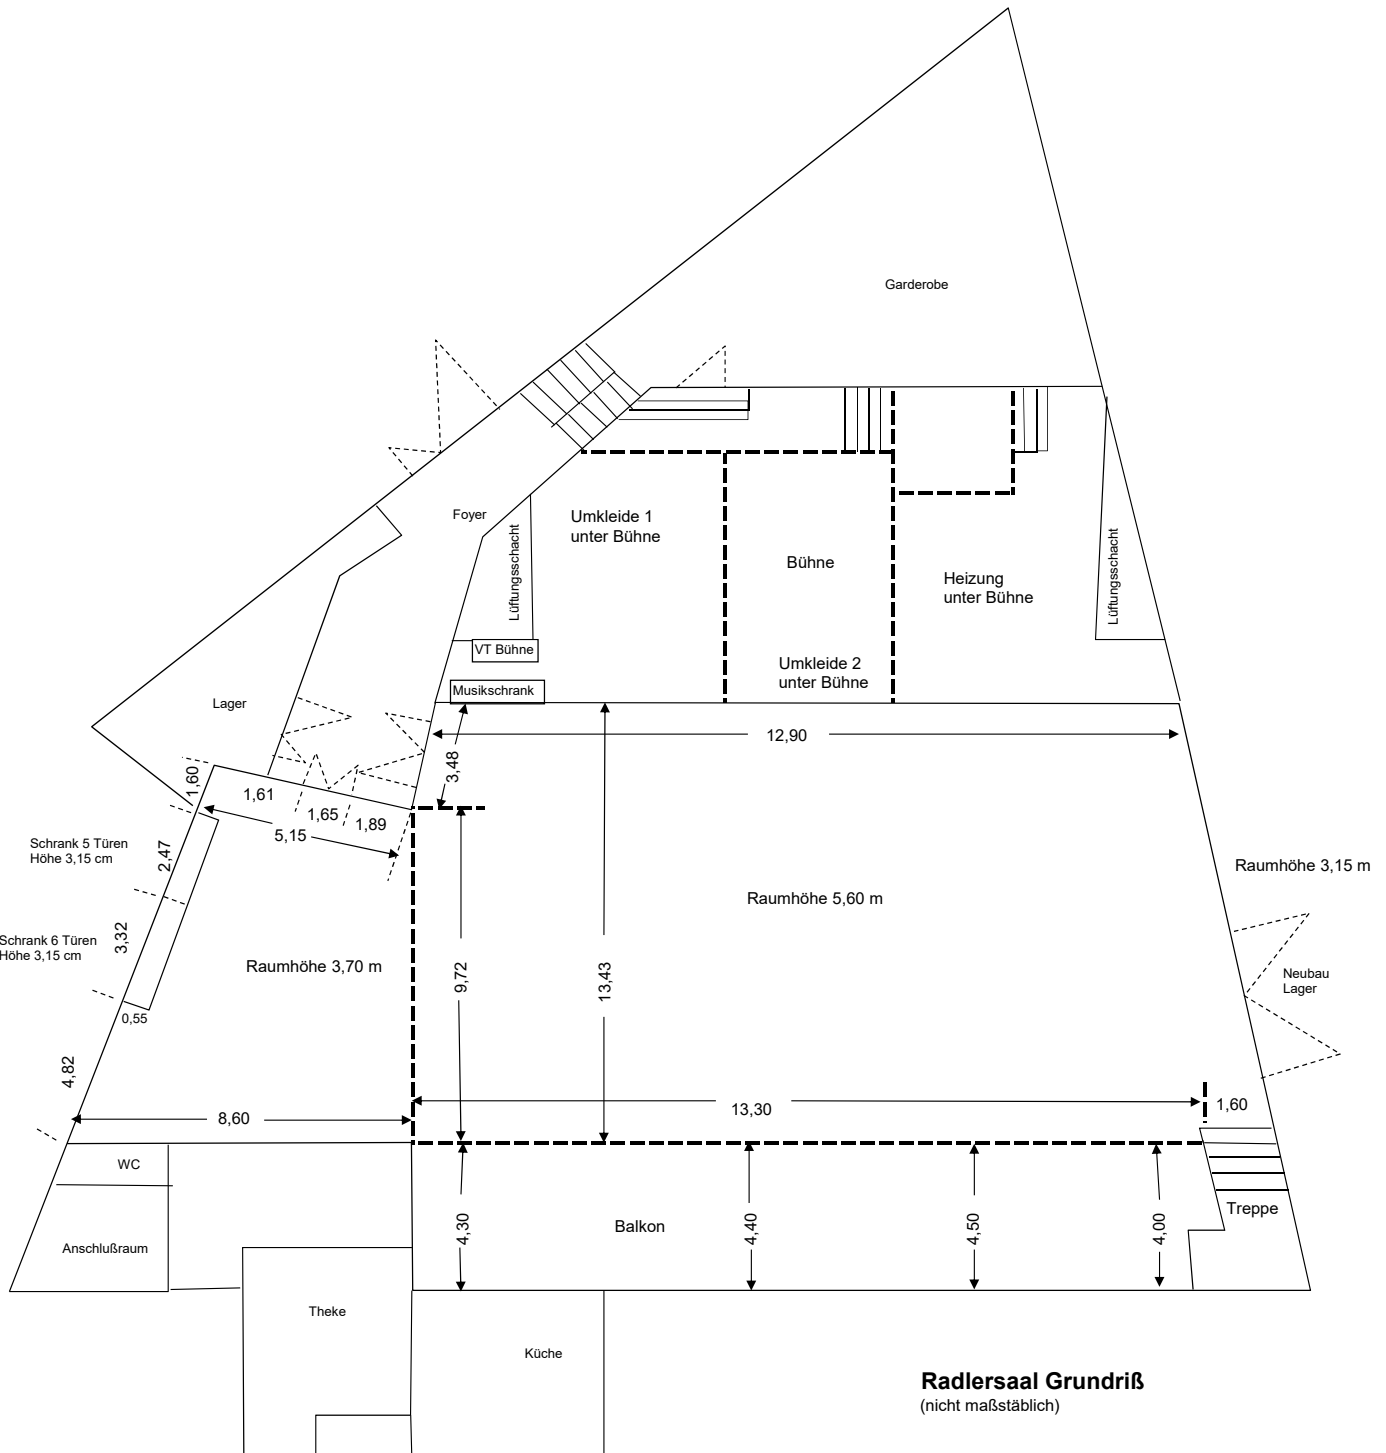 Garderobe
Foyer
Lüftungsschacht
Umkleide 1
unter Bühne
Bühne
Heizung
unter Bühne
Lüftungsschacht
VT Bühne
Umkleide 2
unter Bühne
Musikschrank
Lager
12,90
3,48
1,60
1,61
1,65
1,89
5,15
Schrank 5 Türen
Höhe 3,15 cm
2,47
Raumhöhe 3,15 m
Raumhöhe 5,60 m
Schrank 6 Türen
Höhe 3,15 cm
3,32
Raumhöhe 3,70 m
9,72
13,43
Neubau
Lager
0,55
4,82
8,60
13,30
1,60
WC
Anschlußraum
4,30
Balkon
4,40
4,50
4,00
Treppe
Theke
Küche
Radlersaal Grundriß
(nicht maßstäblich)